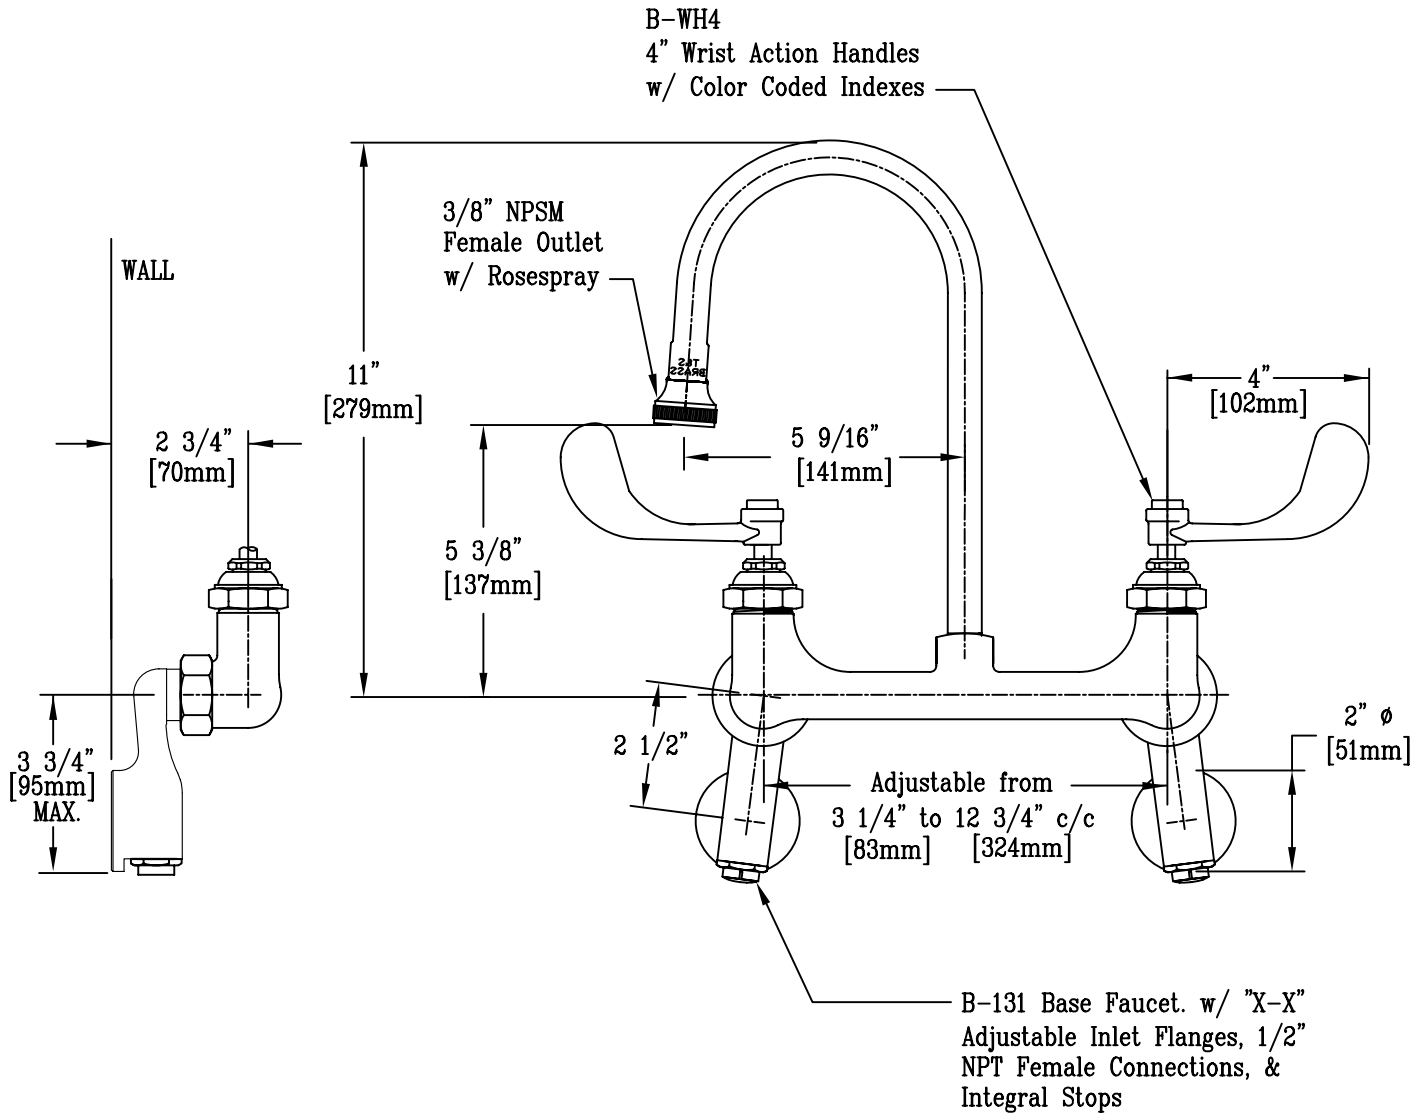 B-WH4
4" Wrist Action Handles
w/ Color Coded Indexes
3/8" NPSM
Female Outlet
w/ Rosespray
WALL
T&S
BRASS
11"
[279mm]
4"
[102mm]
2 3/4"
[70mm]
5 9/16"
[141mm]
5 3/8"
[137mm]
2" ø
[51mm]
2 1/2"
3 3/4"
[95mm]
MAX.
Adjustable from
3 1/4" to 12 3/4" c/c
[83mm] [324mm]
B-131 Base Faucet. w/ "X-X"
Adjustable Inlet Flanges, 1/2"
NPT Female Connections, &
Integral Stops